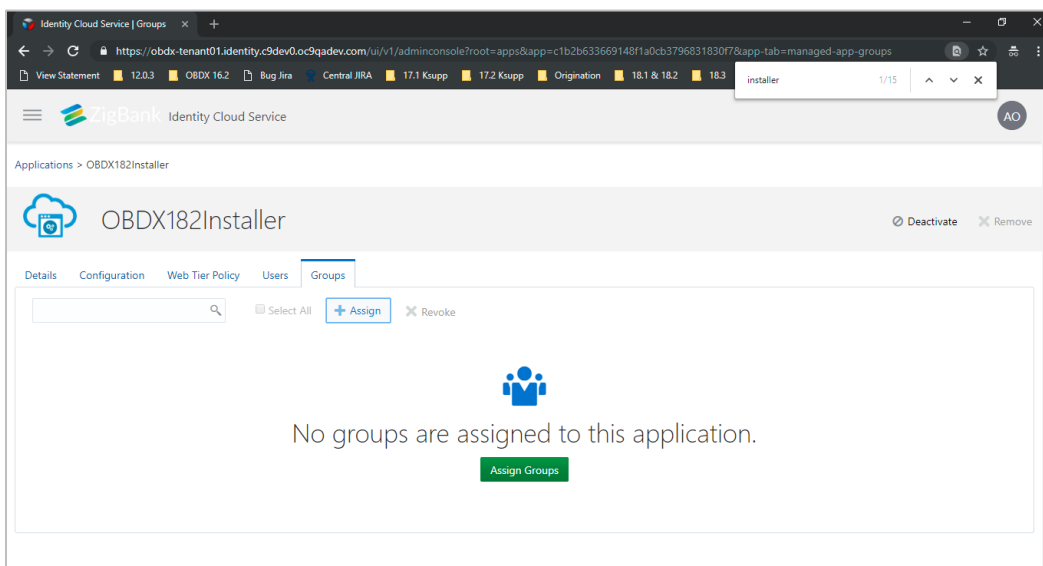 Identity Cloud Service | Groups
https://obdx-tenant01.identity.c9dev0.oc9qadev.com/ui/v1/adminconsole?root=apps&app=c1b2b633669148f1a0cb3796831830f7&app-tab=managed-app-groups
View Statement 12.0.3 OBDX 16.2 Bug Jira Central JIRA 17.1 Ksupp 17.2 Ksupp Origination 18.1 & 18.2 18.3
installer 1/15
ZigBank Identity Cloud Service AO
Applications > OBDX182Installer
OBDX182Installer Deactivate Remove
Details Configuration Web Tier Policy Users Groups
Select All Assign Revoke
No groups are assigned to this application.
Assign Groups